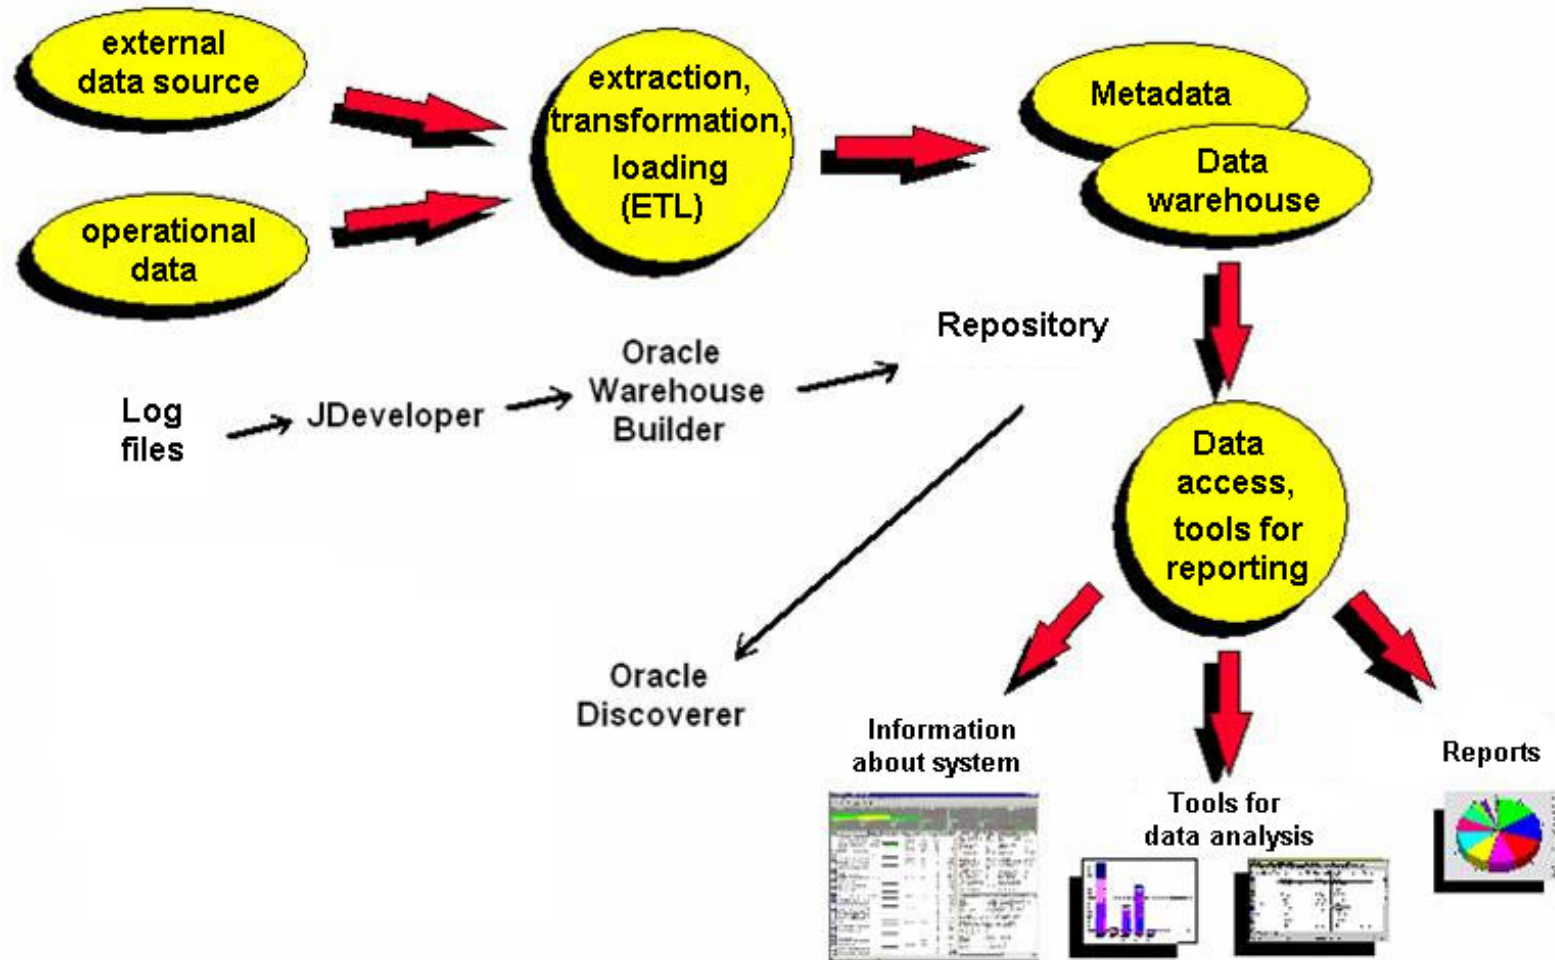 external
data source
extraction,
transformation,
loading
(ETL)
Metadata
Data
warehouse
operational
data
Log
files
JDeveloper
Oracle
Warehouse
Builder
Repository
Data
access,
tools for
reporting
Oracle
Discoverer
Information
about system
Tools for
data analysis
Reports